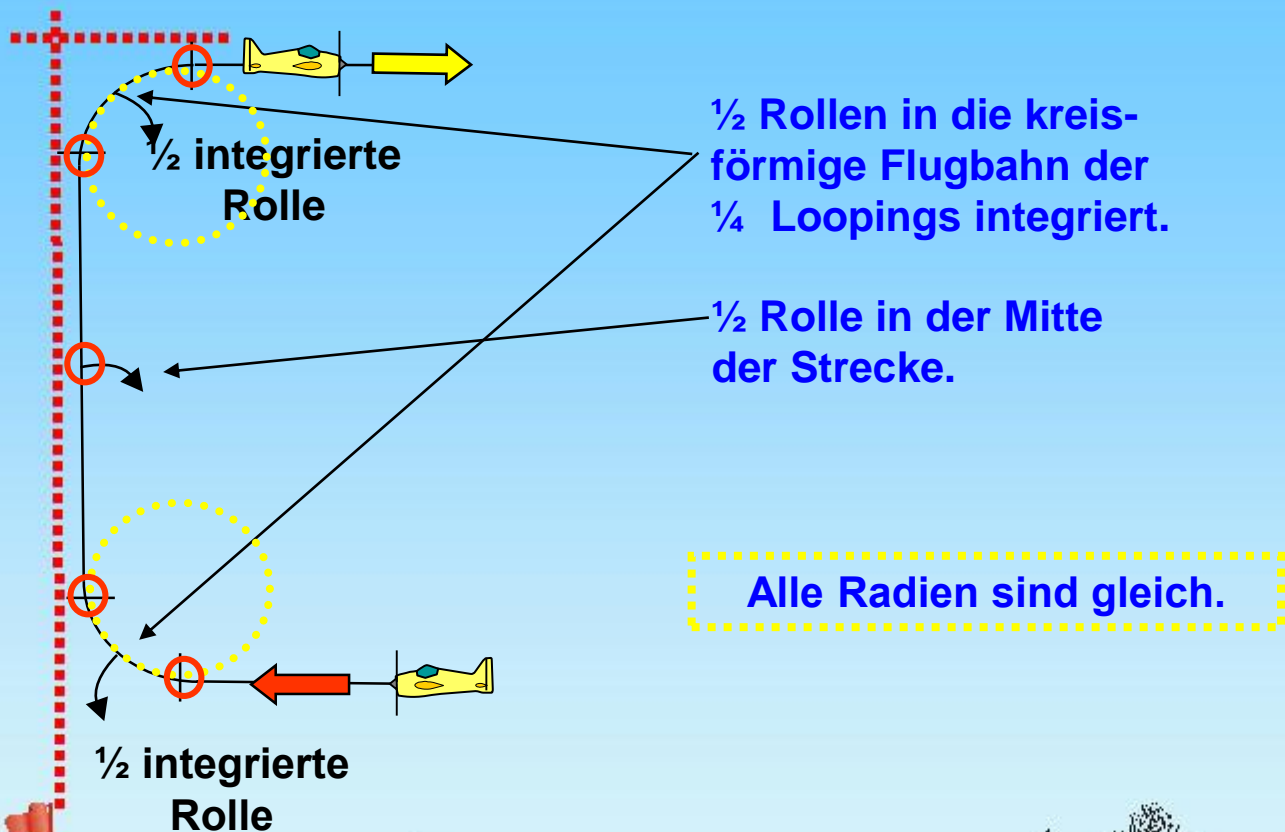 ½ integrierte
Rolle
½ Rollen in die kreis-
förmige Flugbahn der
¼ Loopings integriert.
½ Rolle in der Mitte
der Strecke.
Alle Radien sind gleich.
½ integrierte
Rolle